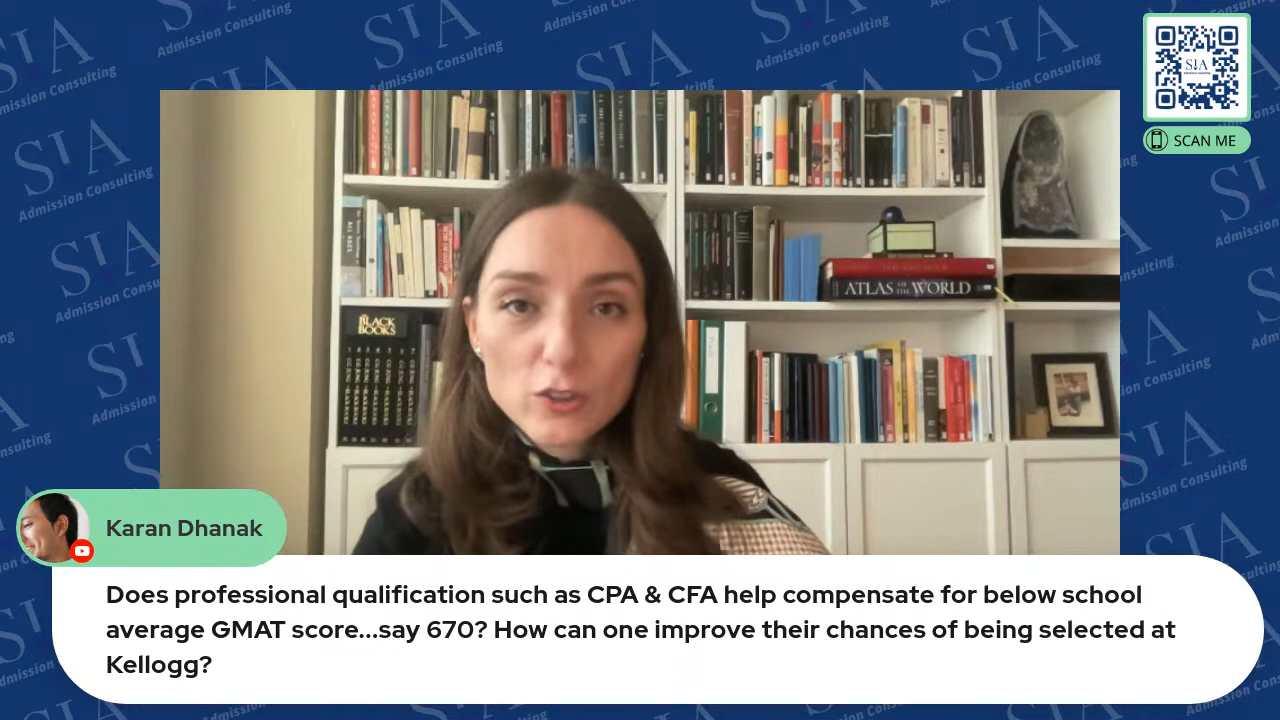 SIA
Admission Consulting
SCAN ME
BLACK
BOOKS
ATLAS OF THE WORLD
Karan Dhanak
Does professional qualification such as CPA & CFA help compensate for below school
average GMAT score...say 670? How can one improve their chances of being selected at
Kellogg?